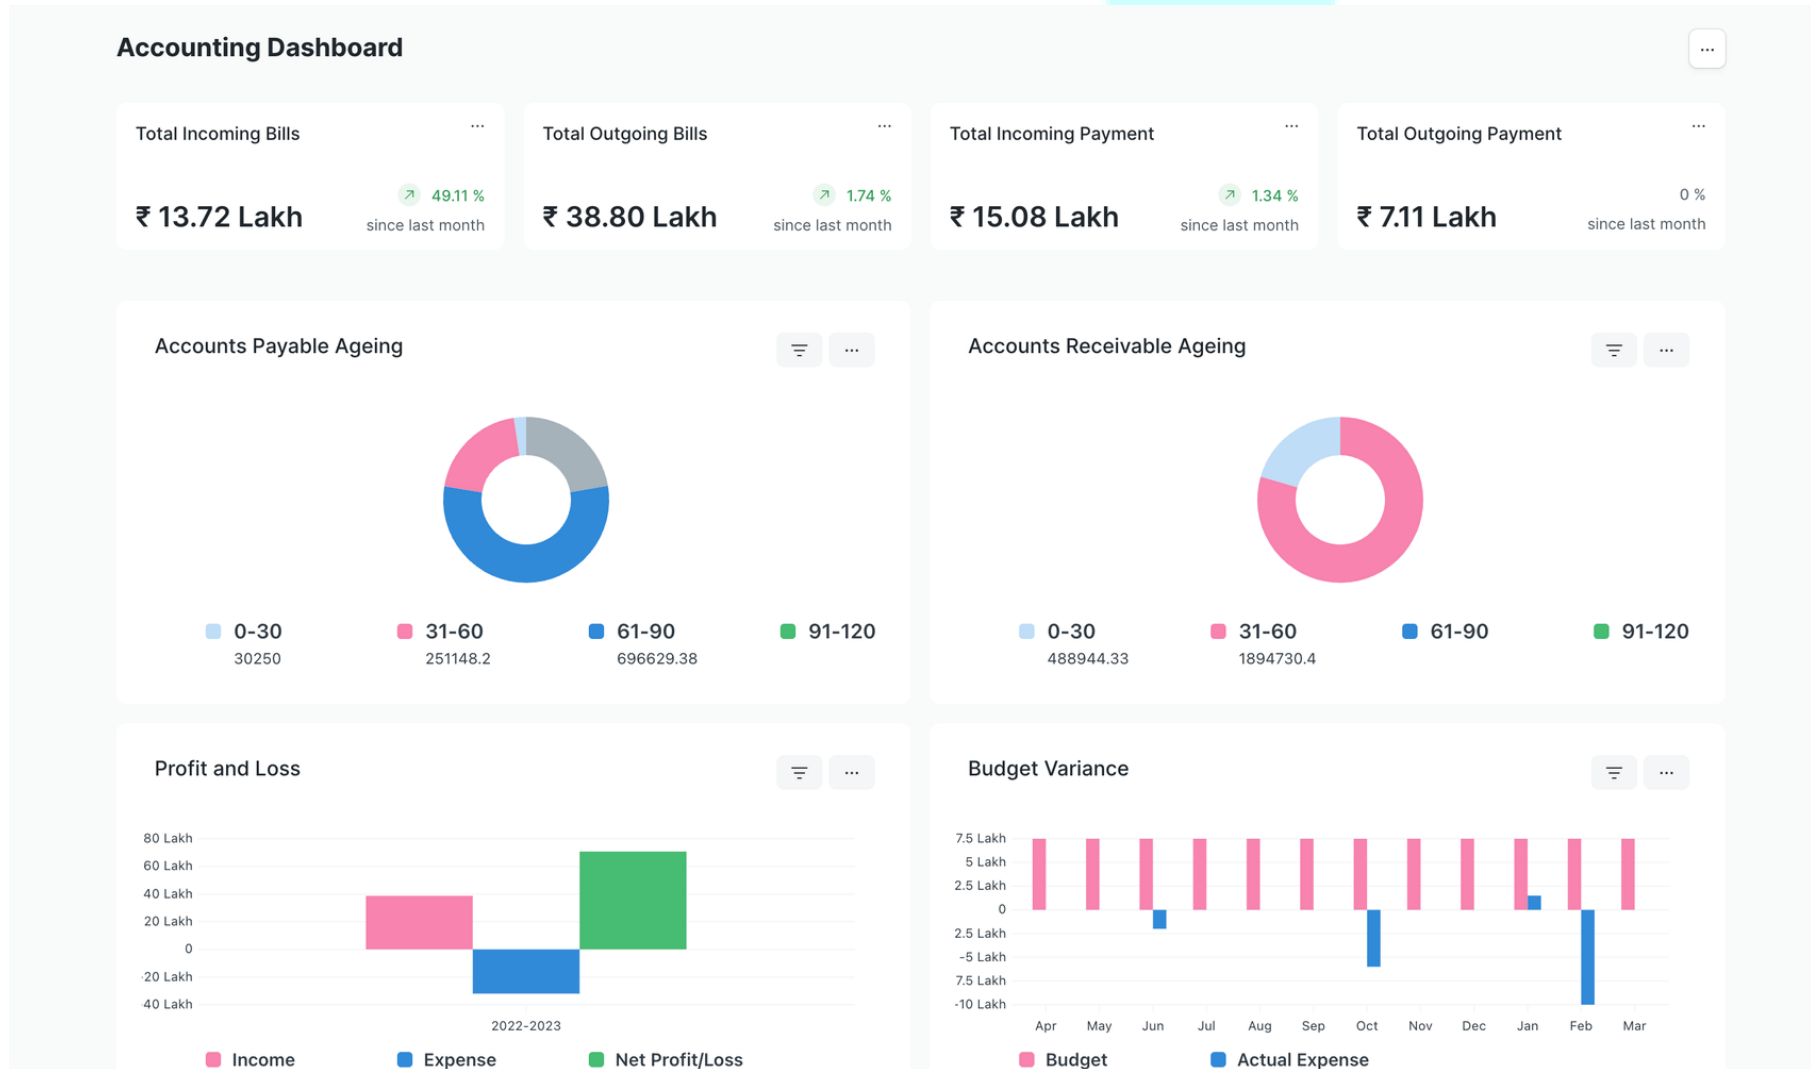 Accounting Dashboard
...
Total Incoming Bills
...
₹ 13.72 Lakh
49.11 %
since last month
Total Outgoing Bills
...
₹ 38.80 Lakh
1.74 %
since last month
Total Incoming Payment
...
₹ 15.08 Lakh
1.34 %
since last month
Total Outgoing Payment
...
₹ 7.11 Lakh
0 %
since last month
Accounts Payable Ageing
...
0-30
30250
31-60
251148.2
61-90
696629.38
91-120
Accounts Receivable Ageing
...
0-30
488944.33
31-60
1894730.4
61-90
91-120
Profit and Loss
...
80 Lakh
60 Lakh
40 Lakh
20 Lakh
0
-20 Lakh
40 Lakh
2022-2023
Income
Expense
Net Profit/Loss
Budget Variance
...
7.5 Lakh
5 Lakh
2.5 Lakh
0
2.5 Lakh
-5 Lakh
7.5 Lakh
-10 Lakh
Apr May Jun Jul Aug Sep Oct Nov Dec Jan Feb Mar
Budget
Actual Expense